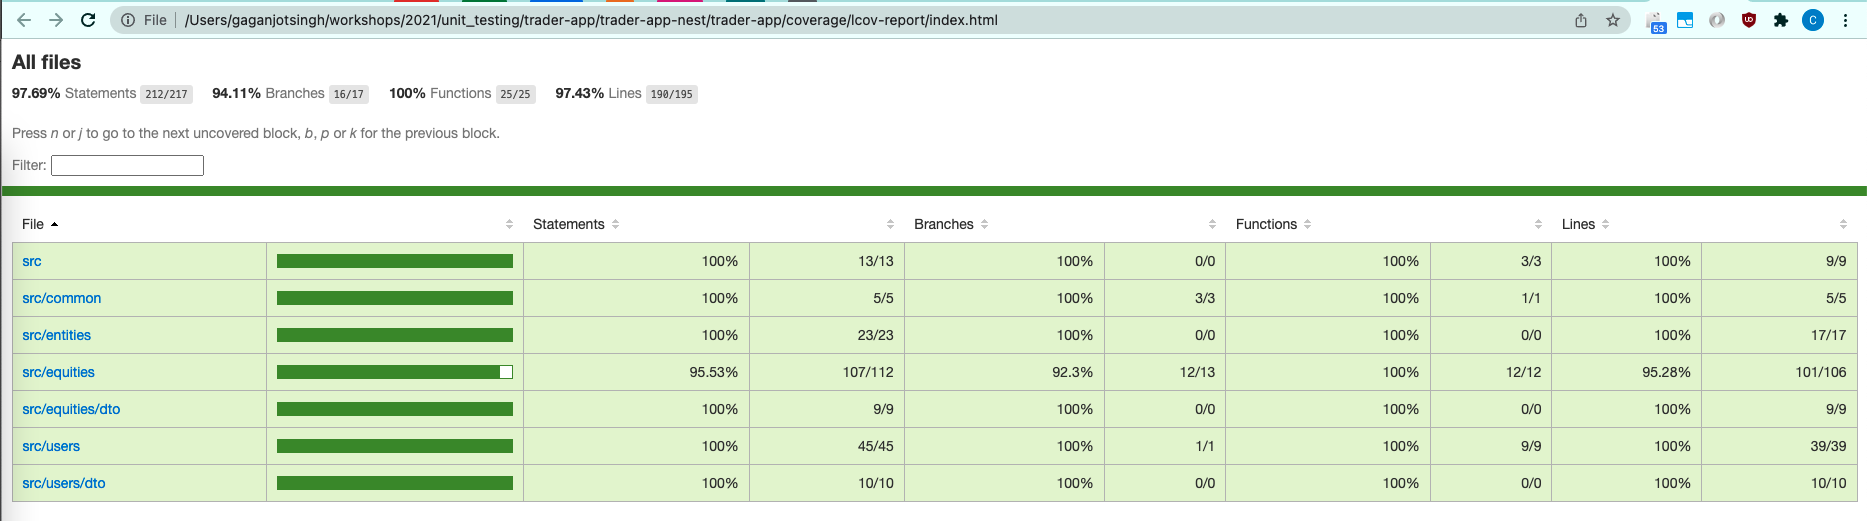 File /Users/gaganjotsingh/workshops/2021/unit_testing/trader-app/trader-app-nest/trader-app/coverage/lcov-report/index.html 53 C
All files
97.69% Statements 212/217 94.11% Branches 16/17 100% Functions 25/25 97.43% Lines 190/195
Press n or j to go to the next uncovered block, b, p or k for the previous block.
Filter:
File Statements Branches Functions Lines
src 100% 13/13 100% 0/0 100% 3/3 100% 9/9
src/common 100% 5/5 100% 3/3 100% 1/1 100% 5/5
src/entities 100% 23/23 100% 0/0 100% 0/0 100% 17/17
src/equities 95.53% 107/112 92.3% 12/13 100% 12/12 95.28% 101/106
src/equities/dto 100% 9/9 100% 0/0 100% 0/0 100% 9/9
src/users 100% 45/45 100% 1/1 100% 9/9 100% 39/39
src/users/dto 100% 10/10 100% 0/0 100% 0/0 100% 10/10